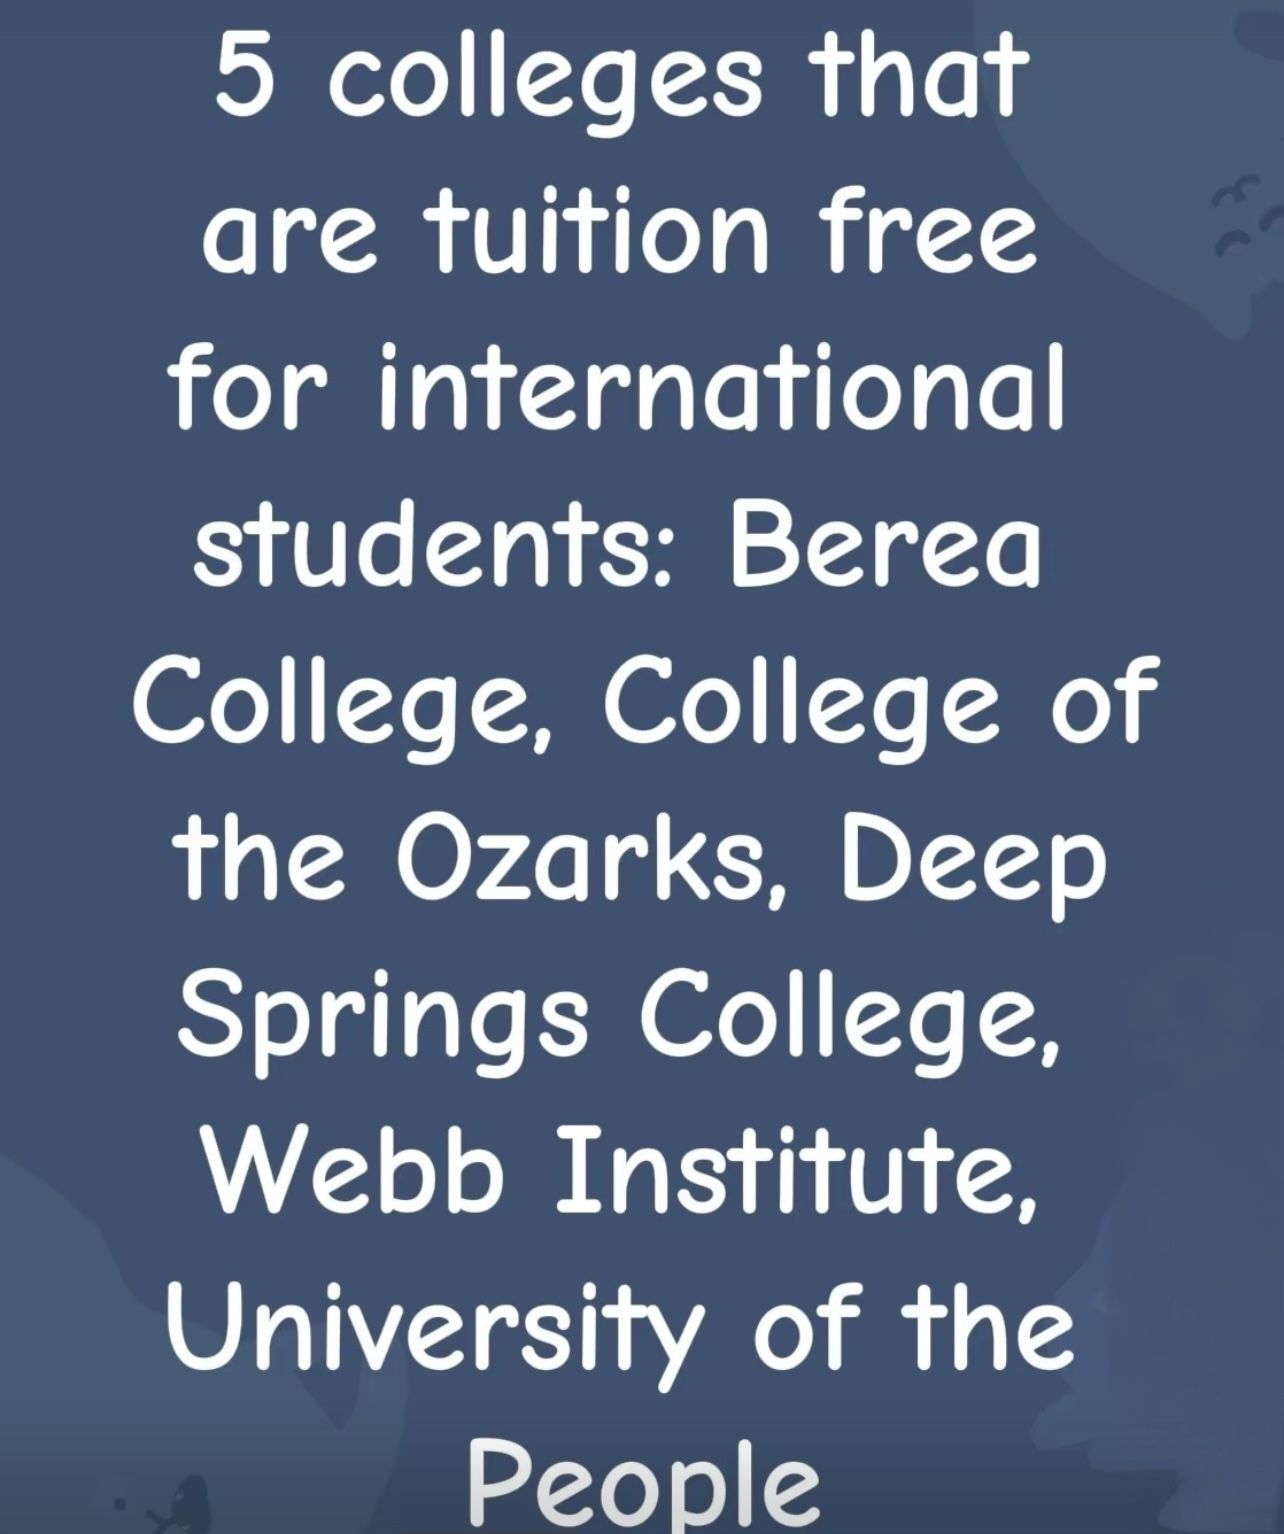 5 colleges that
are tuition free
for international
students: Berea
College, College of
the Ozarks, Deep
Springs College,
Webb Institute,
University of the
People